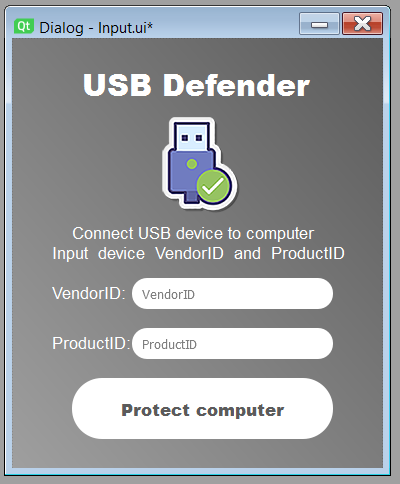 Qt Dialog - Input.ui*
USB Defender
Connect USB device to computer
Input device VendorID and ProductID
VendorID: VendorID
ProductID: ProductID
Protect computer